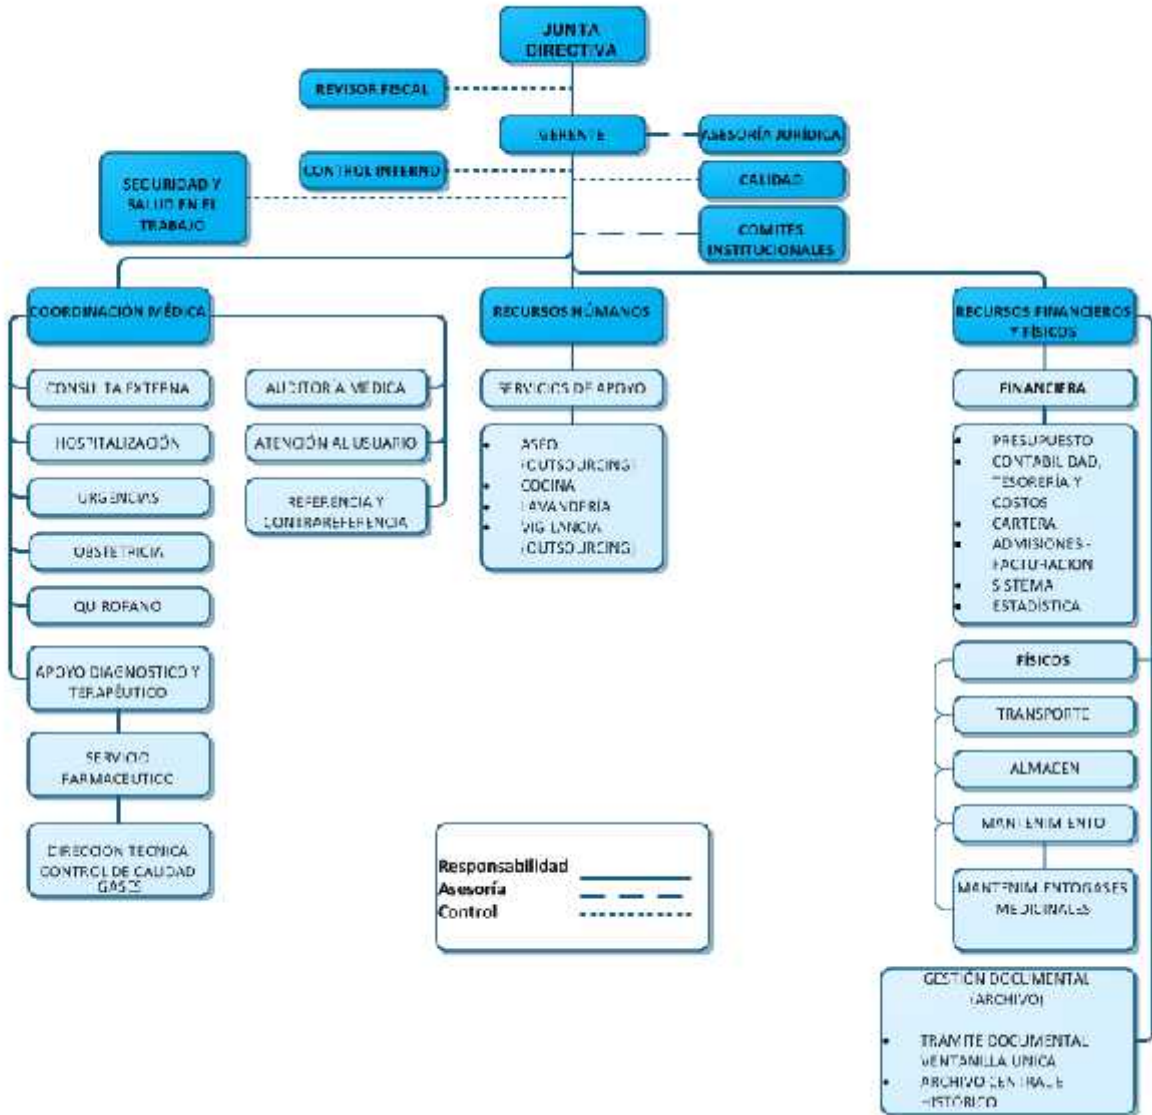 JUNTA
DIRECTIVA
REVISOR FISCAL
GERENTE
ASESORÍA JURÍDICA
CONTROL INTERNO
CALIDAD
SEGURIDAD Y
SALUD EN EL
TRABAJO
COMITÉS
INSTITUCIONALES
COORDINACIÓN MÉDICA
RECURSOS HÚMANOS
RECURSOS FINANCIEROS
Y FÍSICOS
CONSULTA EXTERNA
AUDITORIA MÉDICA
SERVICIOS DE APOYO
FINANCIERA
HOSPITALIZACIÓN
ATENCIÓN AL USUARIO
• ASEO
(OUTSOURCING)
• COCINA
• LAVANDERÍA
• VIGILANCIA
(OUTSOURCING)
• PRESUPUESTO
• CONTABILIDAD,
TESORERÍA Y
COSTOS
• CARTERA
• ADMISIONES -
FACTURACION
• SISTEMA
• ESTADÍSTICA
URGENCIAS
REFERENCIA Y
CONTRAREFERENCIA
OBSTETRICIA
QUIROFANO
APOYO DIAGNOSTICO Y
TERAPÉUTICO
FÍSICOS
TRANSPORTE
SERVICIO
FARMACEUTICO
ALMACEN
MANTENIMIENTO
DIRECCION TECNICA
CONTROL DE CALIDAD
GASES
Responsabilidad
Asesoría
Control
MANTENIMIENTOGASES
MEDICINALES
GESTIÓN DOCUMENTAL
(ARCHIVO)
• TRAMITE DOCUMENTAL
VENTANILLA UNICA
• ARCHIVO CENTRAL E
HISTÓRICO